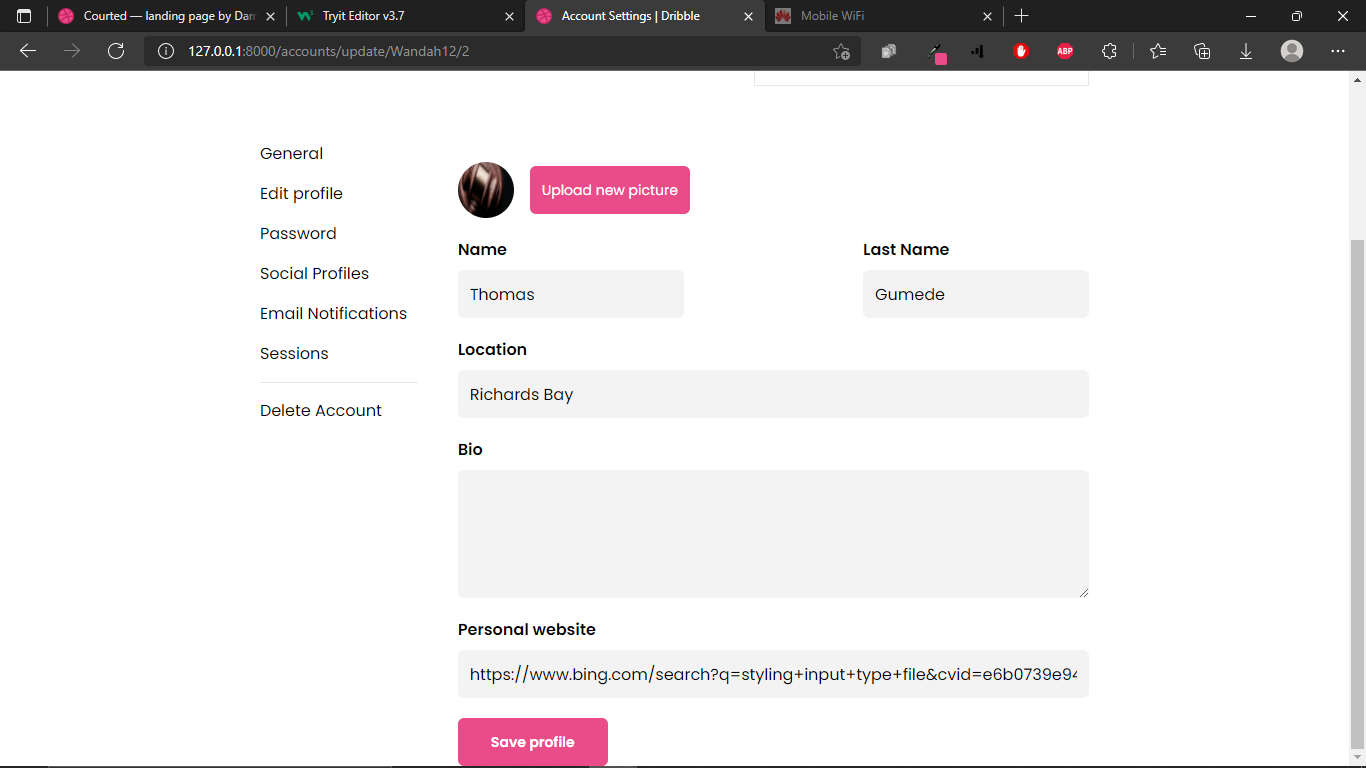 Courted — landing page by Dam
Tryit Editor v3.7
Account Settings | Dribble
Mobile WiFi
127.0.0.1:8000/accounts/update/Wandah12/2
ABP
General
Edit profile
Password
Social Profiles
Email Notifications
Sessions
Delete Account
Upload new picture
Name
Last Name
Thomas
Gumede
Location
Richards Bay
Bio
Personal website
https://www.bing.com/search?q=styling+input+type+file&cvid=e6b0739e94
Save profile